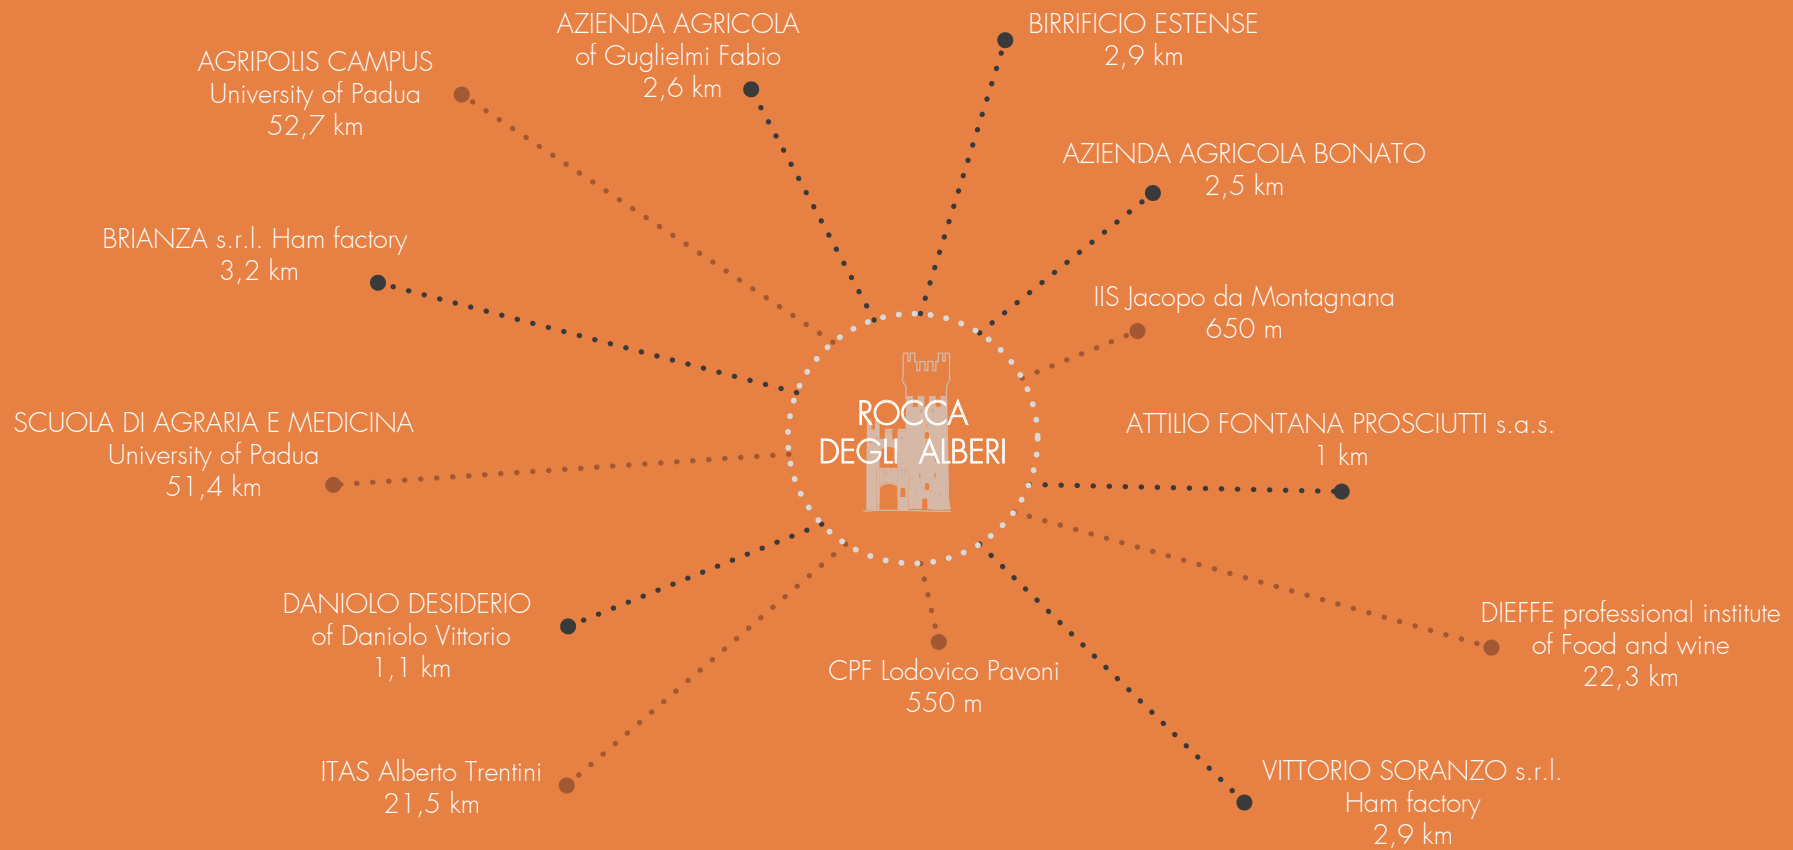 AZIENDA AGRICOLA
of Guglielmi Fabio
2,6 km
BIRRIFICIO ESTENSE
2,9 km
AGRIPOLIS CAMPUS
University of Padua
52,7 km
AZIENDA AGRICOLA BONATO
2,5 km
BRIANZA s.r.l. Ham factory
3,2 km
IIS Jacopo da Montagnana
650 m
ROCCA
DEGLI ALBERI
SCUOLA DI AGRARIA E MEDICINA
University of Padua
51,4 km
ATTILIO FONTANA PROSCIUTTI s.a.s.
1 km
DANIOLO DESIDERIO
of Daniolo Vittorio
1,1 km
DIEFFE professional institute
of Food and wine
22,3 km
CPF Lodovico Pavoni
550 m
ITAS Alberto Trentini
21,5 km
VITTORIO SORANZO s.r.l.
Ham factory
2,9 km